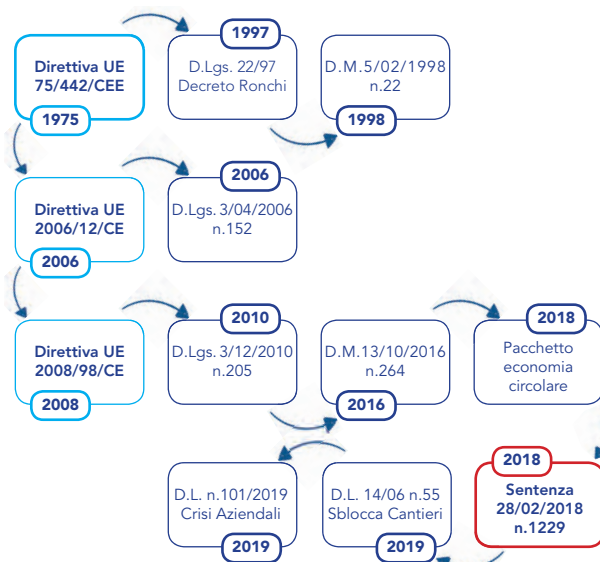 Direttiva UE
75/442/CEE
1975
1997
D.Lgs. 22/97
Decreto Ronchi
D.M.5/02/1998
n.22
1998
Direttiva UE
2006/12/CE
2006
2006
D.Lgs. 3/04/2006
n.152
Direttiva UE
2008/98/CE
2008
2010
D.Lgs. 3/12/2010
n.205
D.M.13/10/2016
n.264
2016
2018
Pacchetto
economia
circolare
2018
Sentenza
28/02/2018
n.1229
D.L. 14/06 n.55
Sblocca Cantieri
2019
D.L. n.101/2019
Crisi Aziendali
2019